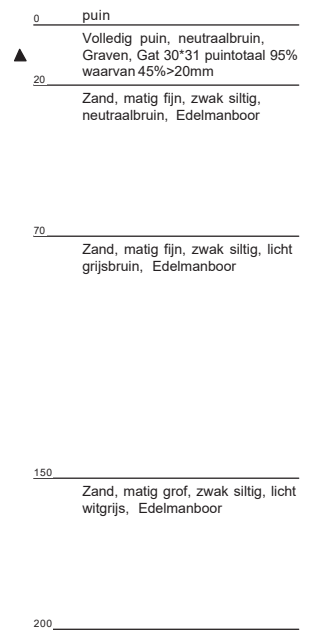 0 puin
Volledig puin, neutraalbruin,
Graven, Gat 30*31 puintotaal 95%
waarvan 45%>20mm
20
Zand, matig fijn, zwak siltig,
neutraalbruin, Edelmanboor
70
Zand, matig fijn, zwak siltig, licht
grijsbruin, Edelmanboor
150
Zand, matig grof, zwak siltig, licht
witgrijs, Edelmanboor
200